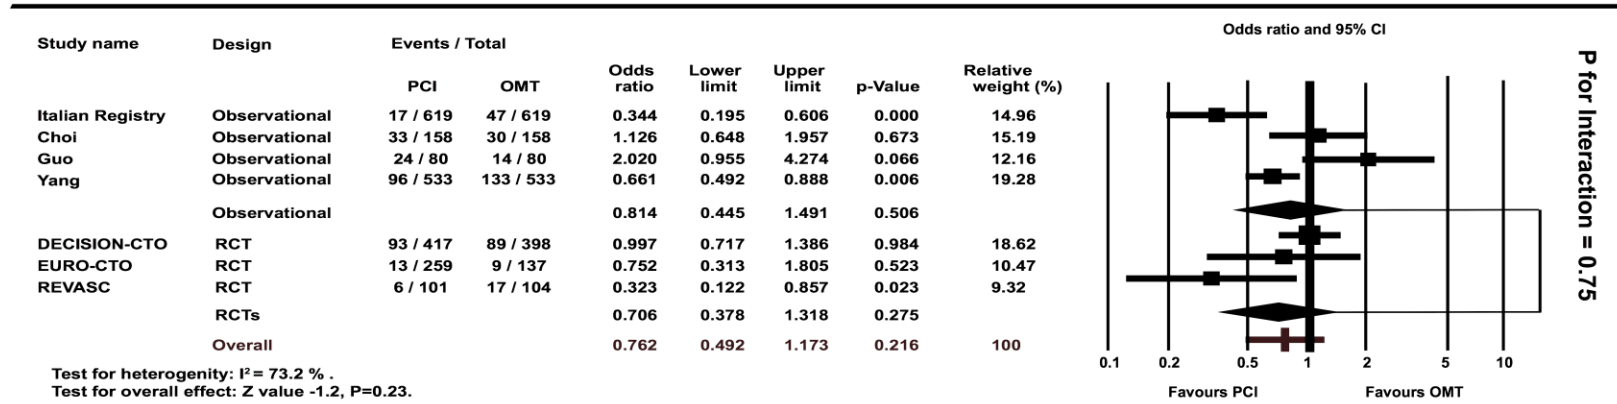 Odds ratio and 95% CI
Study name Design Events / Total
PCI OMT Odds ratio Lower limit Upper limit p-Value Relative weight (%)
Italian Registry Observational 17 / 619 47 / 619 0.344 0.195 0.606 0.000 14.96
Choi Observational 33 / 158 30 / 158 1.126 0.648 1.957 0.673 15.19
Guo Observational 24 / 80 14 / 80 2.020 0.955 4.274 0.066 12.16
Yang Observational 96 / 533 133 / 533 0.661 0.492 0.888 0.006 19.28
Observational 0.814 0.445 1.491 0.506
DECISION-CTO RCT 93 / 417 89 / 398 0.997 0.717 1.386 0.984 18.62
EURO-CTO RCT 13 / 259 9 / 137 0.752 0.313 1.805 0.523 10.47
REVASC RCT 6 / 101 17 / 104 0.323 0.122 0.857 0.023 9.32
RCTs 0.706 0.378 1.318 0.275
Overall 0.762 0.492 1.173 0.216 100
0.1 0.2 0.5 1 2 5 10
Favours PCI Favours OMT
P for Interaction = 0.75
Test for heterogenity: I² = 73.2 % .
Test for overall effect: Z value -1.2, P=0.23.